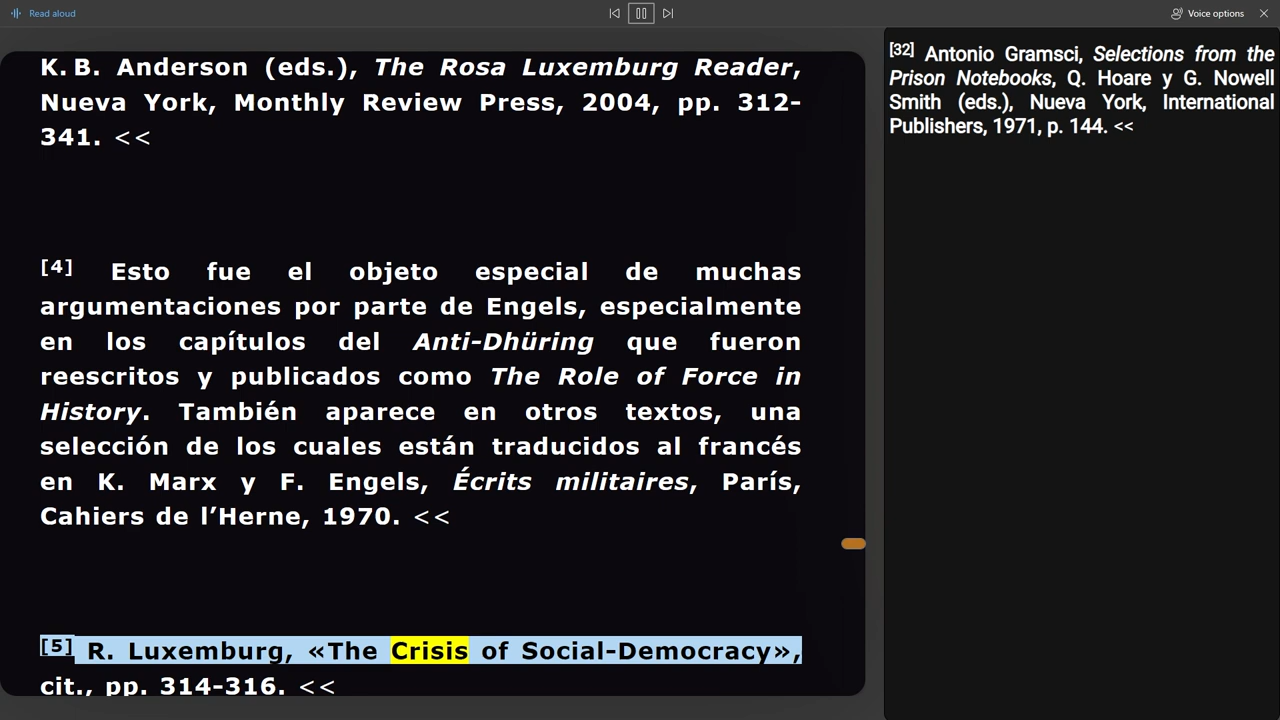 Read aloud
Voice options
K. B. Anderson (eds.), The Rosa Luxemburg Reader,
Nueva York, Monthly Review Press, 2004, pp. 312-
341. <<
[4] Esto fue el objeto especial de muchas
argumentaciones por parte de Engels, especialmente
en los capítulos del Anti-Dhüring que fueron
reescritos y publicados como The Role of Force in
History. También aparece en otros textos, una
selección de los cuales están traducidos al francés
en K. Marx y F. Engels, Écrits militaires, París,
Cahiers de l’Herne, 1970. <<
[5] R. Luxemburg, «The Crisis of Social-Democracy»,
cit., pp. 314-316. <<
[32] Antonio Gramsci, Selections from the
Prison Notebooks, Q. Hoare y G. Nowell
Smith (eds.), Nueva York, International
Publishers, 1971, p. 144. <<